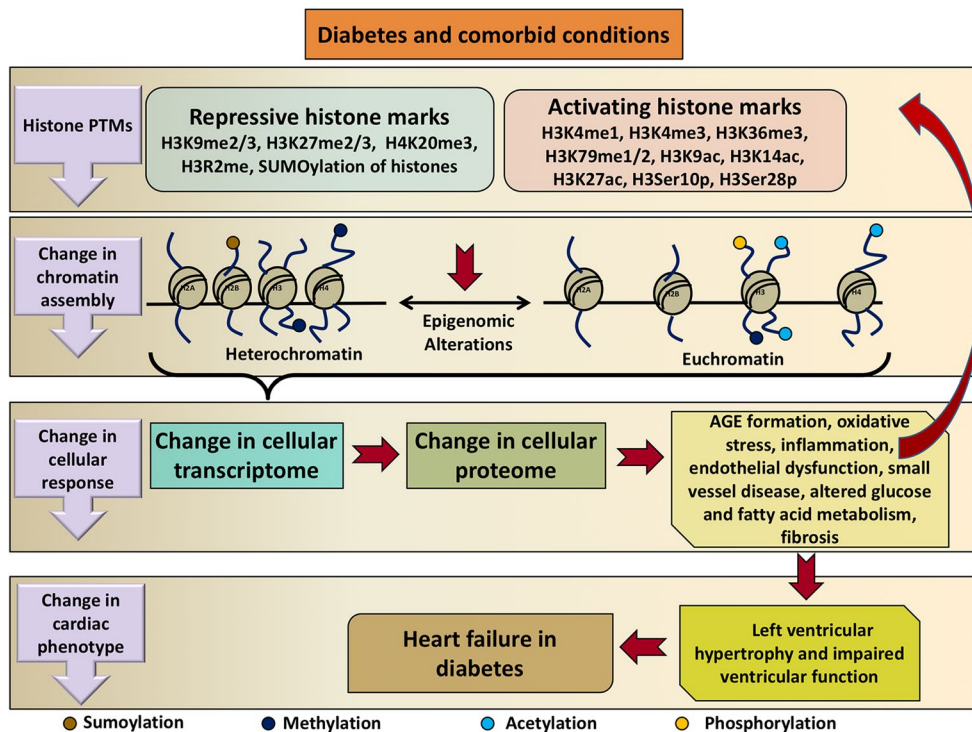 Diabetes and comorbid conditions
Histone PTMs
Repressive histone marks
H3K9me2/3, H3K27me2/3, H4K20me3,
H3R2me, SUMOylation of histones
Activating histone marks
H3K4me1, H3K4me3, H3K36me3,
H3K79me1/2, H3K9ac, H3K14ac,
H3K27ac, H3Ser10p, H3Ser28p
Change in
chromatin
assembly
H2A
H2B
H3
H4
Heterochromatin
Epigenomic
Alterations
H2A
H2B
H3
H4
Euchromatin
Change in
cellular
response
Change in cellular
transcriptome
Change in cellular
proteome
AGE formation, oxidative
stress, inflammation,
endothelial dysfunction, small
vessel disease, altered glucose
and fatty acid metabolism,
fibrosis
Change in
cardiac
phenotype
Heart failure in
diabetes
Left ventricular
hypertrophy and impaired
ventricular function
Sumoylation
Methylation
Acetylation
Phosphorylation